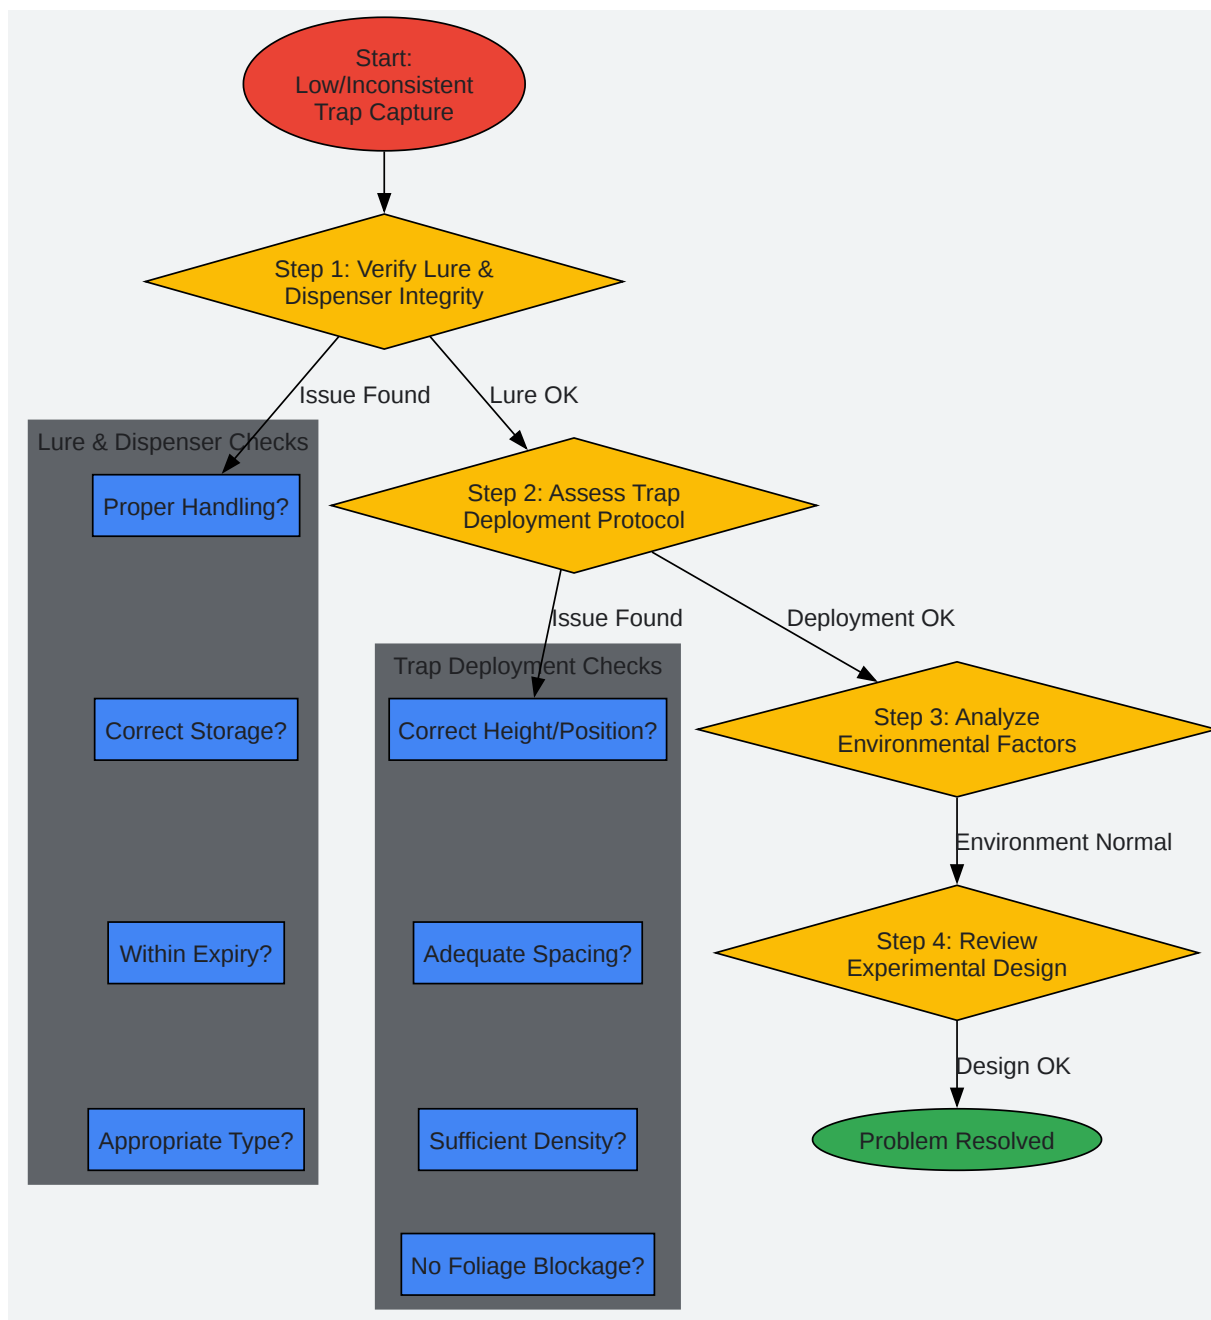 Start:
Low/Inconsistent
Trap Capture
Step 1: Verify Lure &
Dispenser Integrity
Issue Found
Lure OK
Lure & Dispenser Checks
Proper Handling?
Step 2: Assess Trap
Deployment Protocol
Issue Found
Deployment OK
Trap Deployment Checks
Correct Storage?
Correct Height/Position?
Step 3: Analyze
Environmental Factors
Environment Normal
Within Expiry?
Adequate Spacing?
Step 4: Review
Experimental Design
Design OK
Appropriate Type?
Sufficient Density?
Problem Resolved
No Foliage Blockage?